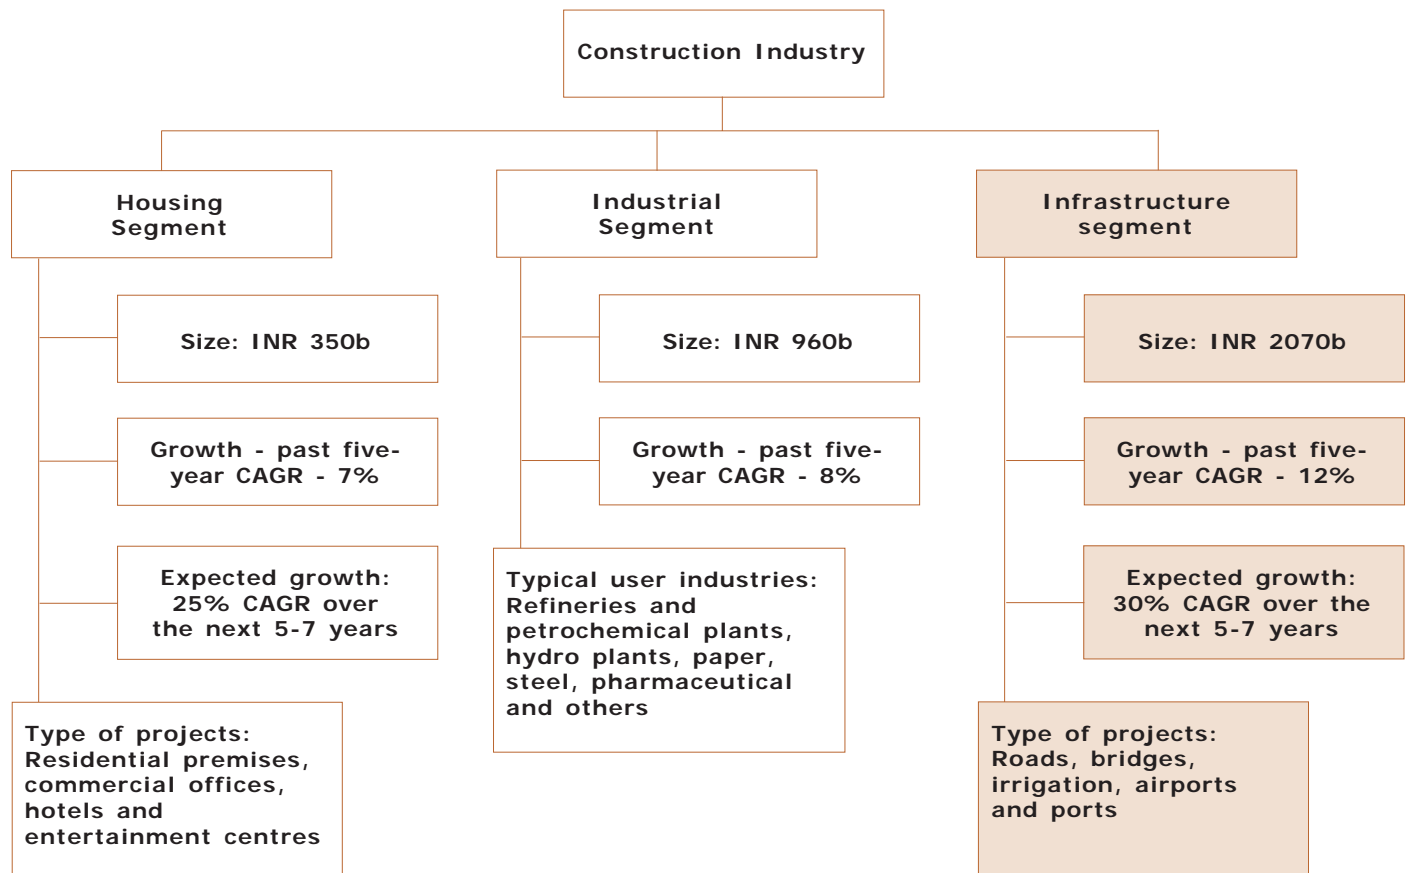 Construction Industry
Housing
Segment
Size: INR 350b
Growth - past five-
year CAGR - 7%
Expected growth:
25% CAGR over
the next 5-7 years
Type of projects:
Residential premises,
commercial offices,
hotels and
entertainment centres
Industrial
Segment
Size: INR 960b
Growth - past five-
year CAGR - 8%
Typical user industries:
Refineries and
petrochemical plants,
hydro plants, paper,
steel, pharmaceutical
and others
Infrastructure
segment
Size: INR 2070b
Growth - past five-
year CAGR - 12%
Expected growth:
30% CAGR over the
next 5-7 years
Type of projects:
Roads, bridges,
irrigation, airports
and ports